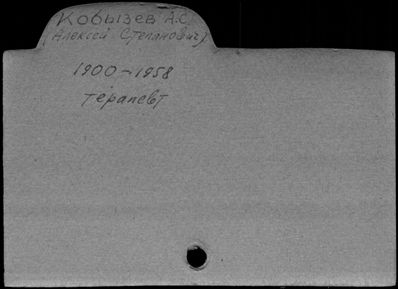 Кобызев А.С.
(Алексей Степанович)
1900-1958
терапевт